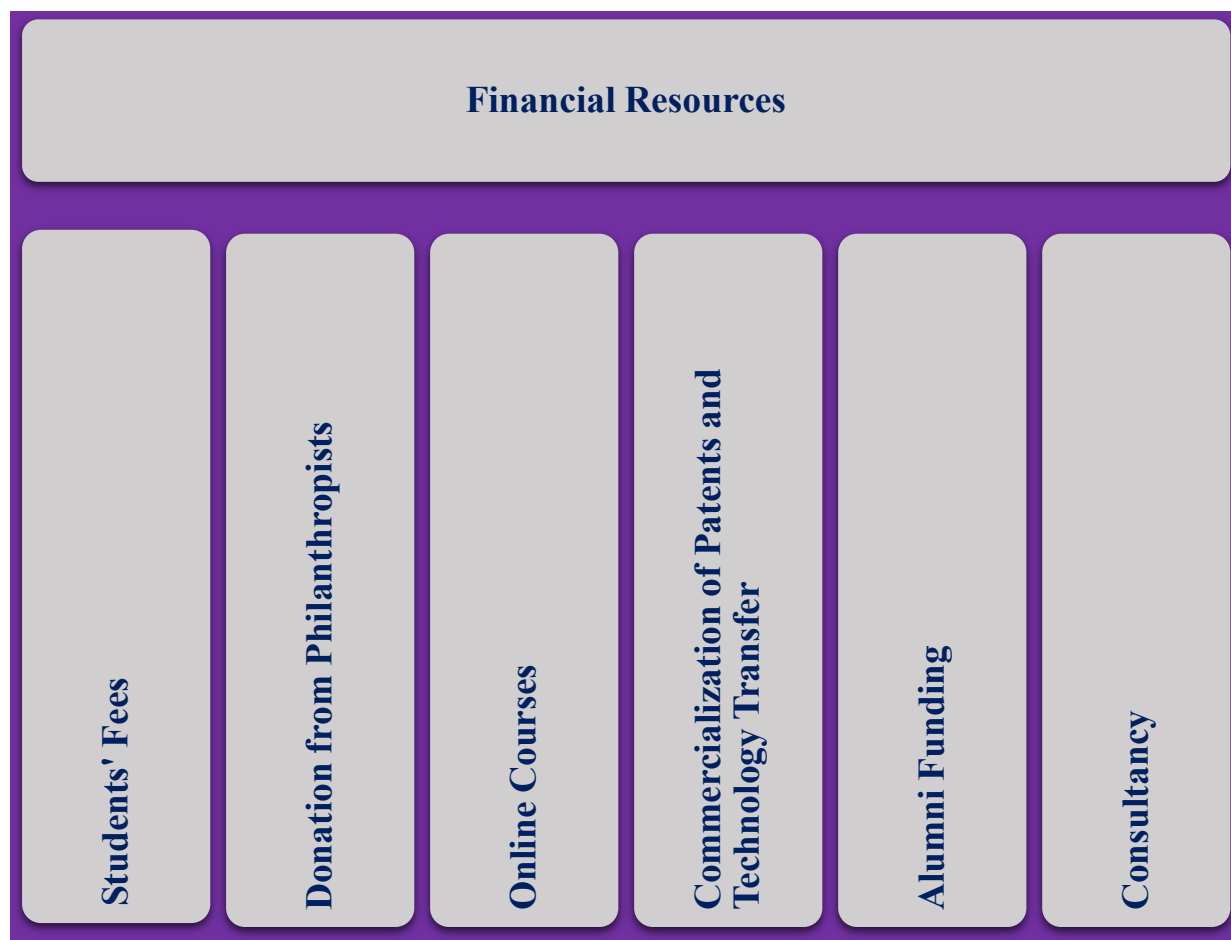 Financial Resources
Students' Fees
Donation from Philanthropists
Online Courses
Commercialization of Patents and
Technology Transfer
Alumni Funding
Consultancy